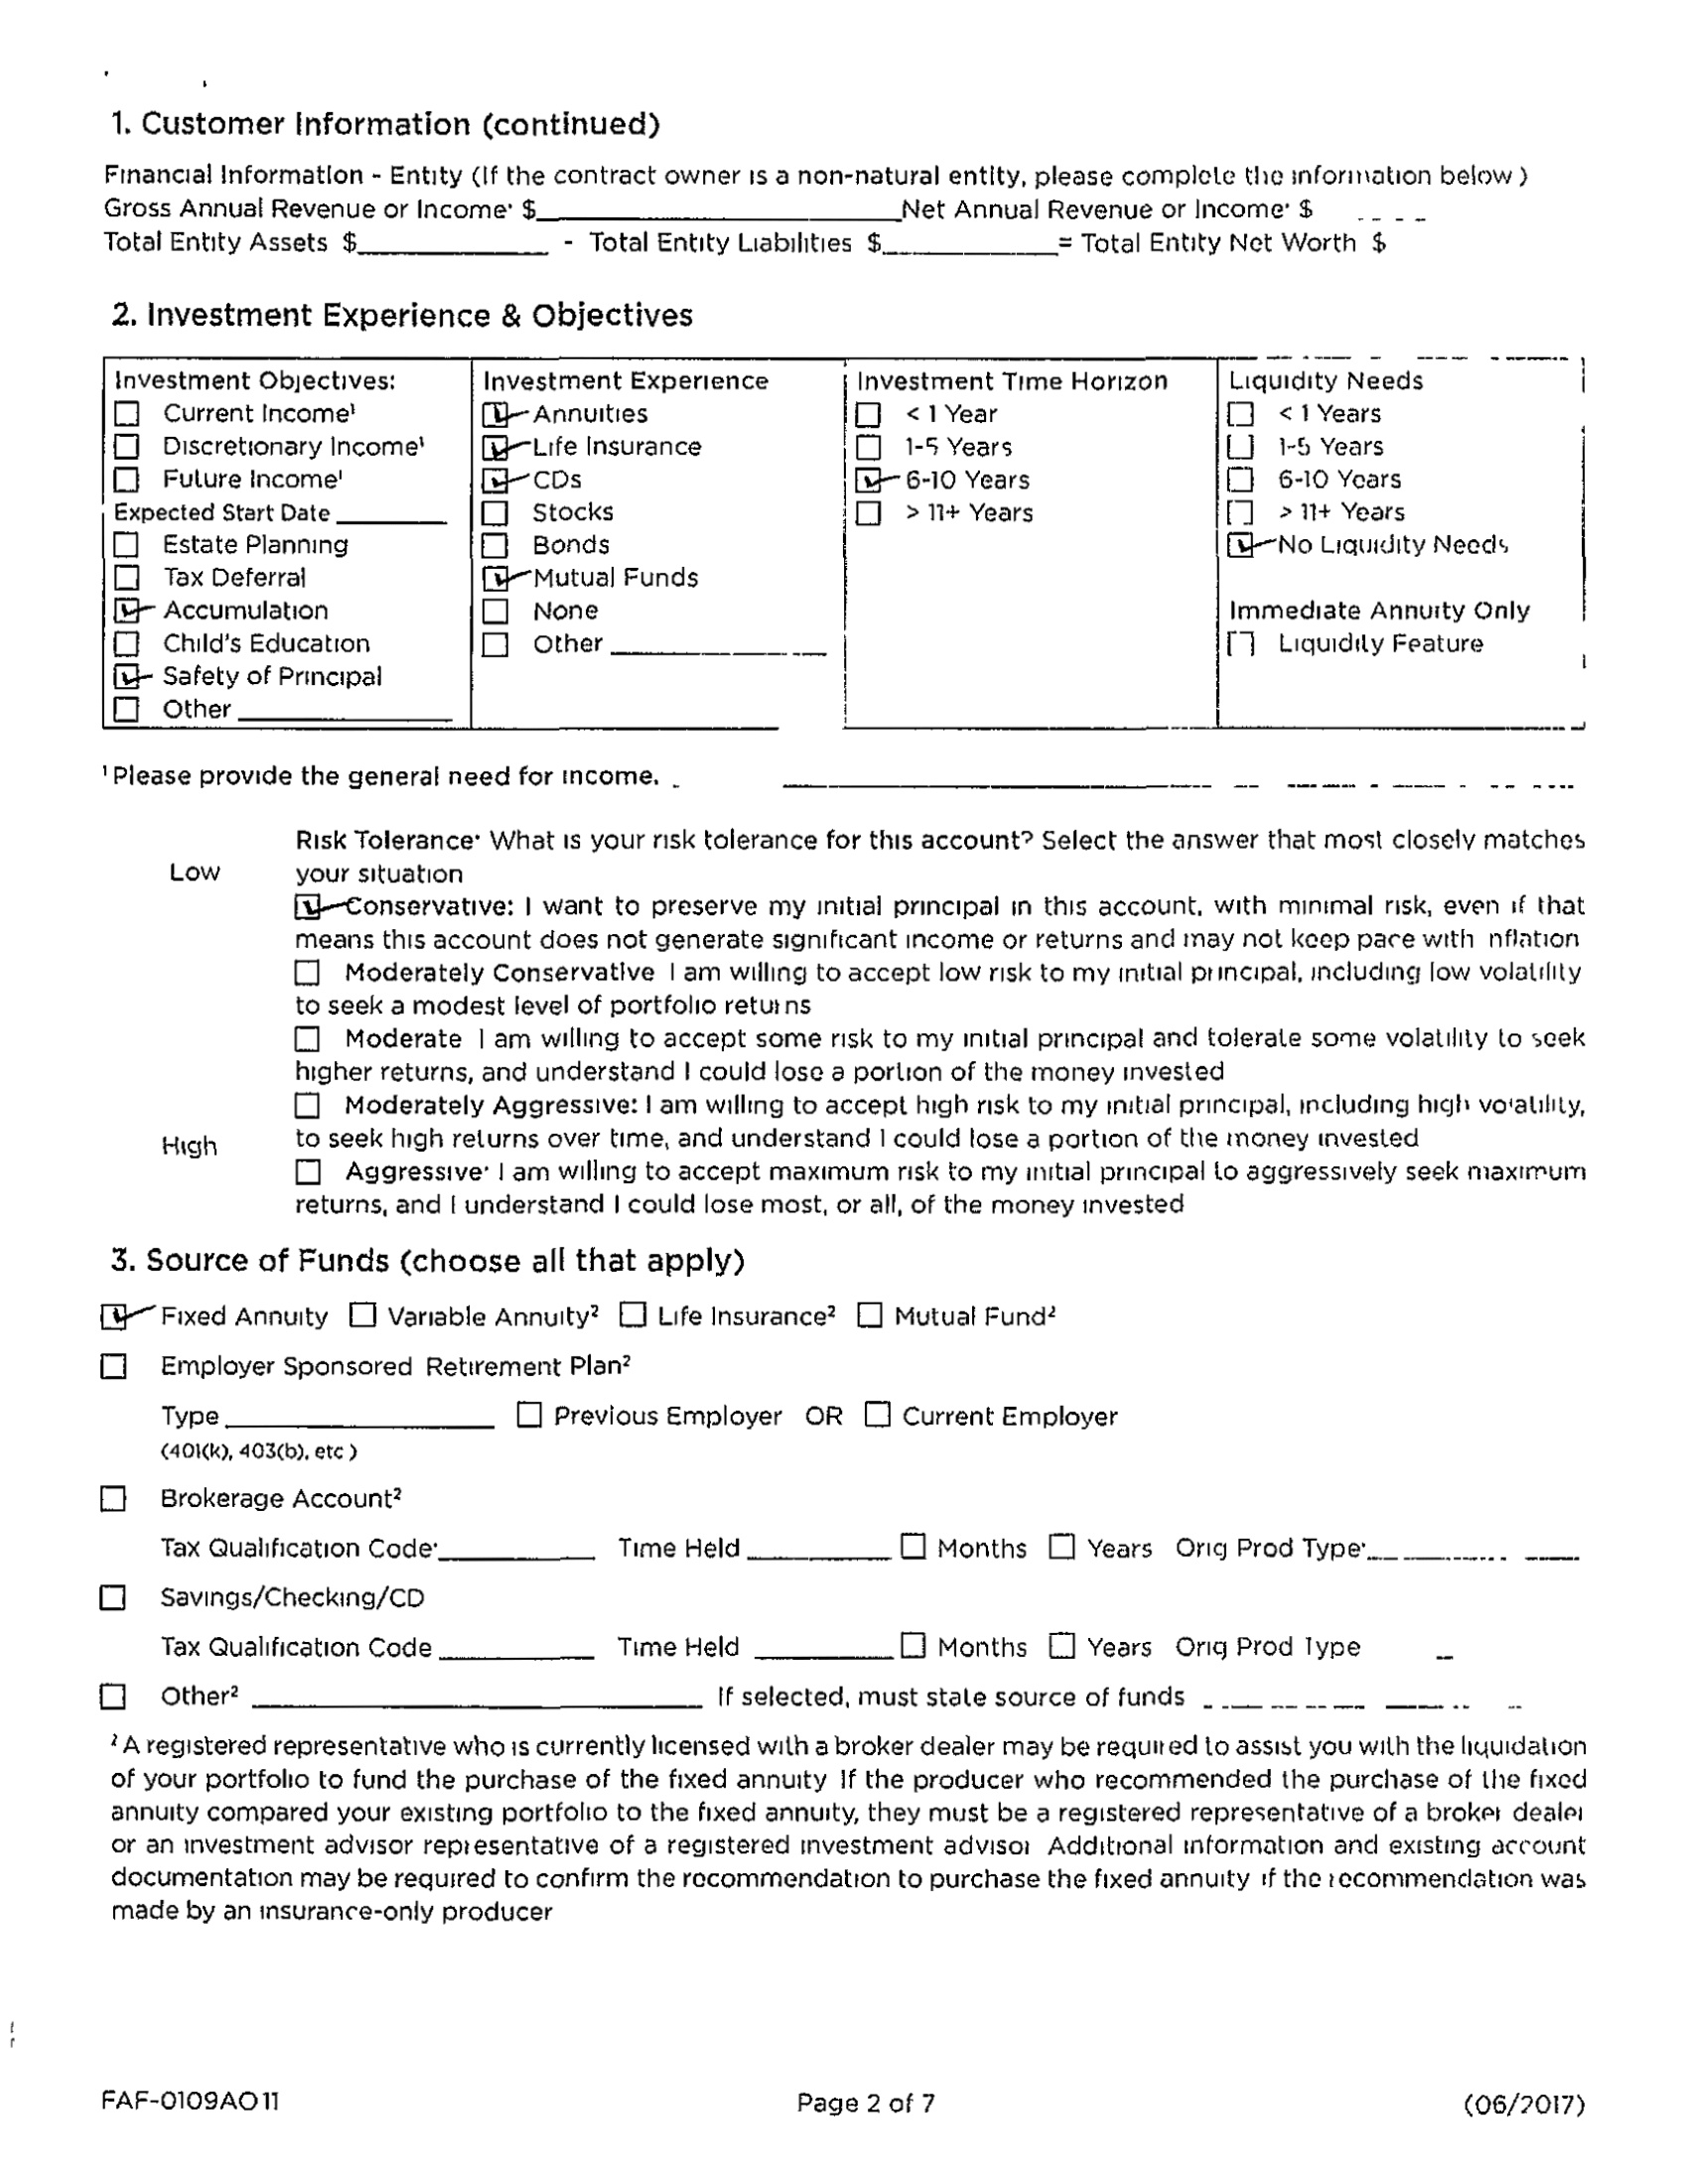 1. Customer Information (continued)
Financial Information - Entity (If the contract owner is a non-natural entity, please complete the information below)
Gross Annual Revenue or Income: $ Net Annual Revenue or Income: $
Total Entity Assets $ - Total Entity Liabilities $ = Total Entity Net Worth $
2. Investment Experience & Objectives
Investment Objectives:
☐ Current Income¹
☐ Discretionary Income¹
☐ Future Income¹
Expected Start Date
☐ Estate Planning
☐ Tax Deferral
☑ Accumulation
☐ Child's Education
☑ Safety of Principal
☐ Other
Investment Experience
☑ Annuities
☑ Life Insurance
☑ CDs
☐ Stocks
☐ Bonds
☑ Mutual Funds
☐ None
☐ Other
Investment Time Horizon
☐ < 1 Year
☐ 1-5 Years
☑ 6-10 Years
☐ > 11+ Years
Liquidity Needs
☐ < 1 Years
☐ 1-5 Years
☐ 6-10 Years
☐ > 11+ Years
☑ No Liquidity Needs
Immediate Annuity Only
☐ Liquidity Feature
¹ Please provide the general need for income.
Risk Tolerance: What is your risk tolerance for this account? Select the answer that most closely matches
Low
your situation
☑ Conservative: I want to preserve my initial principal in this account, with minimal risk, even if that
means this account does not generate significant income or returns and may not keep pace with nflation
☐ Moderately Conservative I am willing to accept low risk to my initial principal, including low volatility
to seek a modest level of portfolio returns
☐ Moderate I am willing to accept some risk to my initial principal and tolerate some volatility to seek
higher returns, and understand I could lose a portion of the money invested
☐ Moderately Aggressive: I am willing to accept high risk to my initial principal, including high volatility,
High
to seek high returns over time, and understand I could lose a portion of the money invested
☐ Aggressive: I am willing to accept maximum risk to my initial principal to aggressively seek maximum
returns, and I understand I could lose most, or all, of the money invested
3. Source of Funds (choose all that apply)
☑ Fixed Annuity ☐ Variable Annuity² ☐ Life Insurance² ☐ Mutual Fund²
☐ Employer Sponsored Retirement Plan²
Type ☐ Previous Employer OR ☐ Current Employer
(401(k), 403(b), etc )
☐ Brokerage Account²
Tax Qualification Code: Time Held ☐ Months ☐ Years Orig Prod Type:
☐ Savings/Checking/CD
Tax Qualification Code Time Held ☐ Months ☐ Years Orig Prod Type
☐ Other² If selected, must state source of funds
² A registered representative who is currently licensed with a broker dealer may be required to assist you with the liquidation
of your portfolio to fund the purchase of the fixed annuity If the producer who recommended the purchase of the fixed
annuity compared your existing portfolio to the fixed annuity, they must be a registered representative of a broker dealer
or an investment advisor representative of a registered investment advisor Additional information and existing account
documentation may be required to confirm the recommendation to purchase the fixed annuity if the recommendation was
made by an insurance-only producer
FAF-0109AO 11 Page 2 of 7 (06/2017)